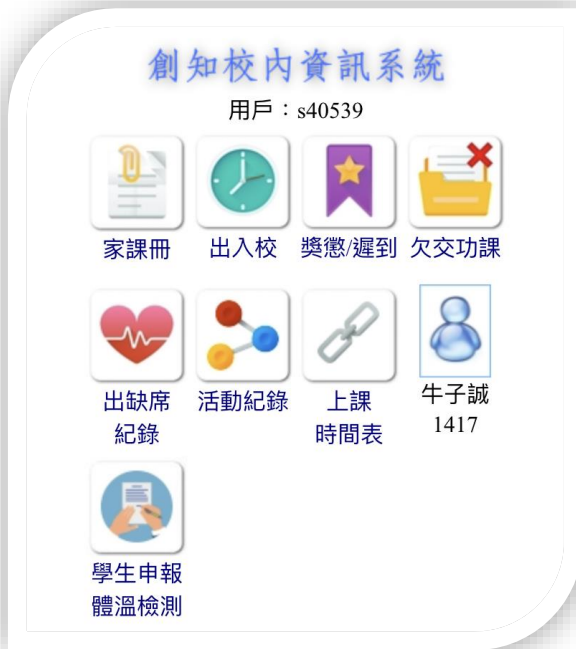 創知校內資訊系統
用戶：s40539
家課冊 出入校 獎懲/遲到 欠交功課
出缺席 活動紀錄 上課 牛子誠
紀錄 時間表 1417
學生申報
體溫檢測